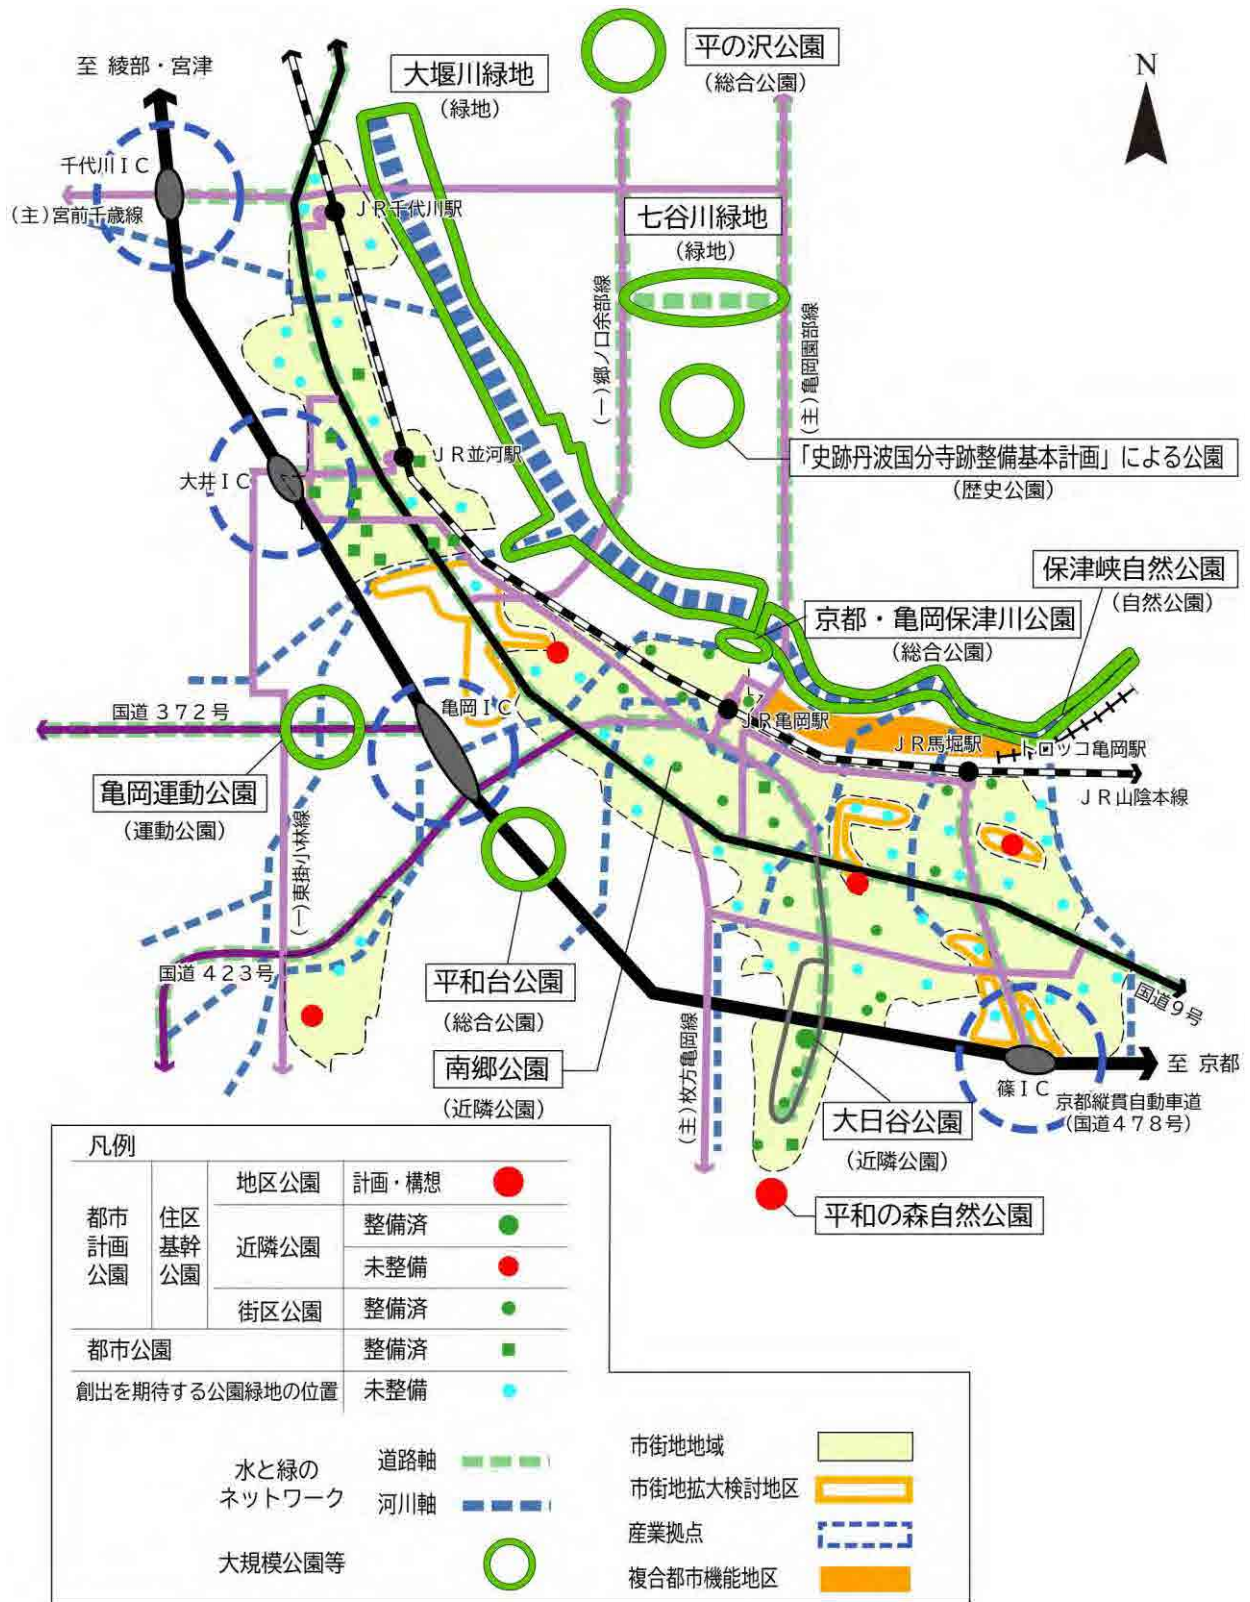 平の沢公園
(総合公園)
N
大堰川緑地
(緑地)
至 綾部・宮津
千代川IC
(主)宮前千歳線
JR千代川駅
七谷川緑地
(緑地)
(一)郷ノ口余部線
(主)亀岡園部線
JR並河駅
大井IC
「史跡丹波国分寺跡整備基本計画」による公園
(歴史公園)
保津峡自然公園
(自然公園)
京都・亀岡保津川公園
(総合公園)
国道372号
亀岡IC
JR亀岡駅
JR馬堀駅
トロッコ亀岡駅
JR山陰本線
亀岡運動公園
(運動公園)
(一)東掛小林線
国道423号
平和台公園
(総合公園)
南郷公園
(近隣公園)
(主)枚方亀岡線
国道9号
至 京都
篠IC
京都縦貫自動車道
(国道478号)
大日谷公園
(近隣公園)
平和の森自然公園
凡例
都市
計画
公園
住区
基幹
公園
地区公園 計画・構想
近隣公園 整備済
未整備
街区公園 整備済
都市公園 整備済
創出を期待する公園緑地の位置 未整備
水と緑の
ネットワーク
道路軸
河川軸
大規模公園等
市街地地域
市街地拡大検討地区
産業拠点
複合都市機能地区